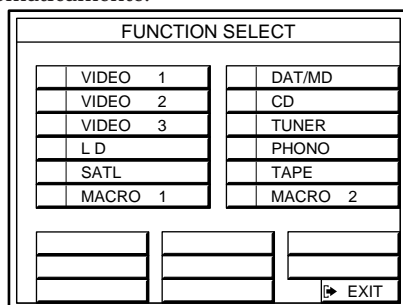 FUNCTION SELECT
VIDEO 1
VIDEO 2
VIDEO 3
L D
SATL
MACRO 1
DAT/MD
CD
TUNER
PHONO
TAPE
MACRO 2
EXIT